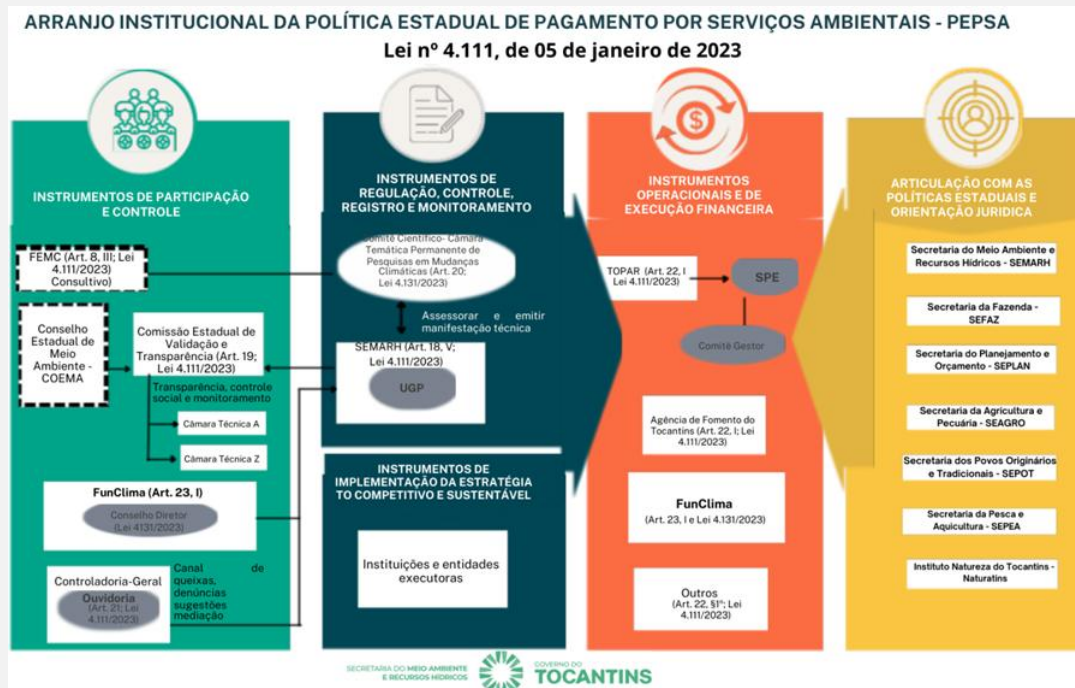 ARRANJO INSTITUCIONAL DA POLÍTICA ESTADUAL DE PAGAMENTO POR SERVIÇOS AMBIENTAIS - PEPSA
Lei nº 4.111, de 05 de janeiro de 2023
INSTRUMENTOS DE PARTICIPAÇÃO
E CONTROLE
FEMC (Art. 8, III; Lei
4.111/2023)
Consultivo)
Conselho
Estadual de
Meio
Ambiente -
COEMA
Comissão Estadual de
Validação e
Transparência (Art. 19;
Lei 4.111/2023)
Transparência, controle
social e monitoramento
Câmara Técnica A
Câmara Técnica Z
FunClima (Art. 23, I)
Conselho Diretor
(Lei 4131/2023)
Controladoria-Geral
Ouvidoria
(Art. 21; Lei
4.111/2023)
Canal de
queixas,
denúncias
sugestões
mediação
INSTRUMENTOS DE
REGULAÇÃO, CONTROLE,
REGISTRO E MONITORAMENTO
Comitê Científico- Câmara
Temática Permanente de
Pesquisas em Mudanças
Climáticas (Art. 20;
Lei 4.131/2023)
Assessorar e emitir
manifestação técnica
SEMARH (Art. 18, V;
Lei 4.111/2023)
UGP
INSTRUMENTOS DE
IMPLEMENTAÇÃO DA ESTRATÉGIA
TO COMPETITIVO E SUSTENTÁVEL
Instituições e entidades
executoras
INSTRUMENTOS
OPERACIONAIS E DE
EXECUÇÃO FINANCEIRA
TOPAR (Art. 22, I
Lei 4.111/2023)
SPE
Comitê Gestor
Agência de Fomento do
Tocantins (Art. 22, I; Lei
4.111/2023)
FunClima
(Art. 23, I e Lei 4.131/2023)
Outros
(Art. 22, §1º; Lei
4.111/2023)
ARTICULAÇÃO COM AS
POLÍTICAS ESTADUAIS E
ORIENTAÇÃO JURIDICA
Secretaria do Meio Ambiente e
Recursos Hídricos - SEMARH
Secretaria da Fazenda -
SEFAZ
Secretaria do Planejamento e
Orçamento - SEPLAN
Secretaria da Agricultura e
Pecuária - SEAGRO
Secretaria dos Povos Originários
e Tradicionais - SEPOT
Secretaria da Pesca e
Aquicultura - SEPEA
Instituto Natureza do Tocantins -
Naturatins
SECRETARIA DO MEIO AMBIENTE
E RECURSOS HÍDRICOS
GOVERNO DO
TOCANTINS